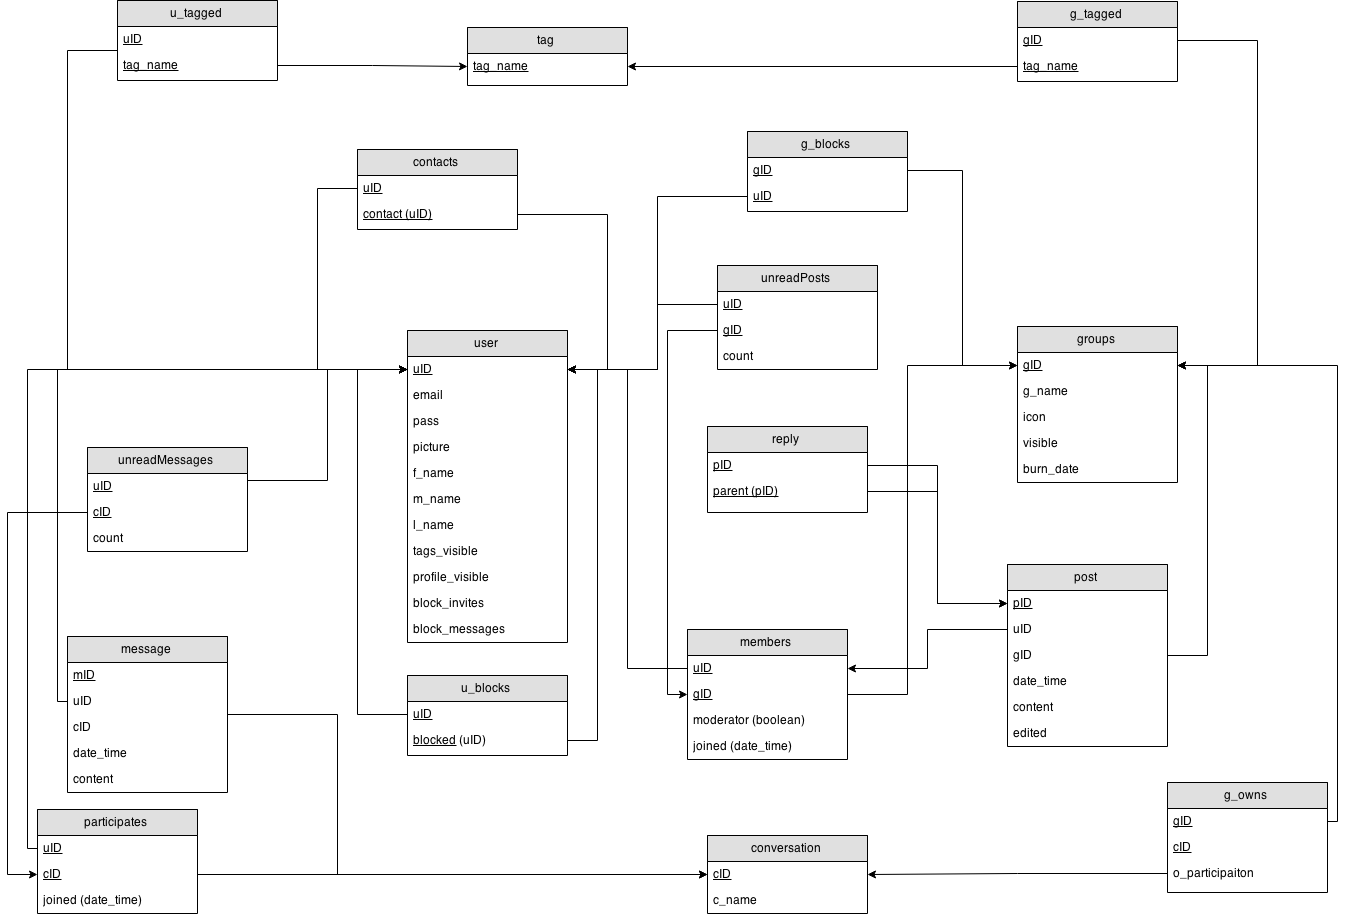 u_tagged
uID
tag_name
tag
tag_name
g_tagged
gID
tag_name
contacts
uID
contact (uID)
g_blocks
gID
uID
unreadPosts
uID
gID
count
user
uID
email
pass
picture
f_name
m_name
l_name
tags_visible
profile_visible
block_invites
block_messages
groups
gID
g_name
icon
visible
burn_date
unreadMessages
uID
cID
count
reply
pID
parent (pID)
post
pID
uID
gID
date_time
content
edited
message
mID
uID
cID
date_time
content
u_blocks
uID
blocked (uID)
members
uID
gID
moderator (boolean)
joined (date_time)
participates
uID
cID
joined (date_time)
conversation
cID
c_name
g_owns
gID
cID
o_participaiton